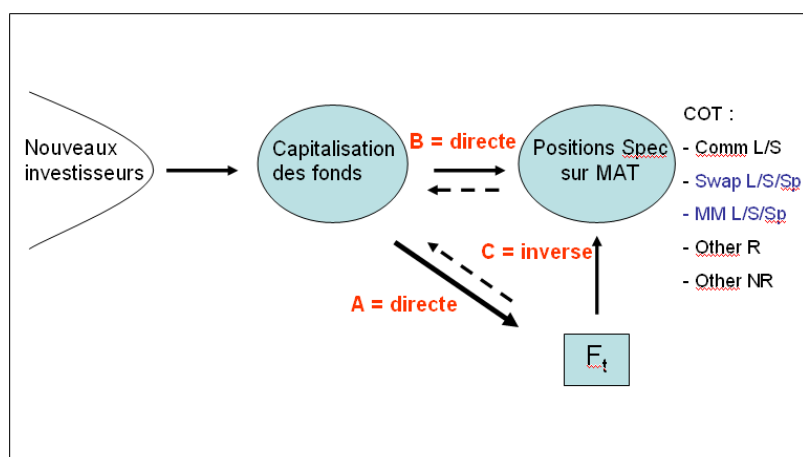 Nouveaux
investisseurs
Capitalisation
des fonds
B = directe
Positions Spec
sur MAT
COT :
- Comm L/S
- Swap L/S/Sp
- MM L/S/Sp
- Other R
- Other NR
C = inverse
A = directe
Ft